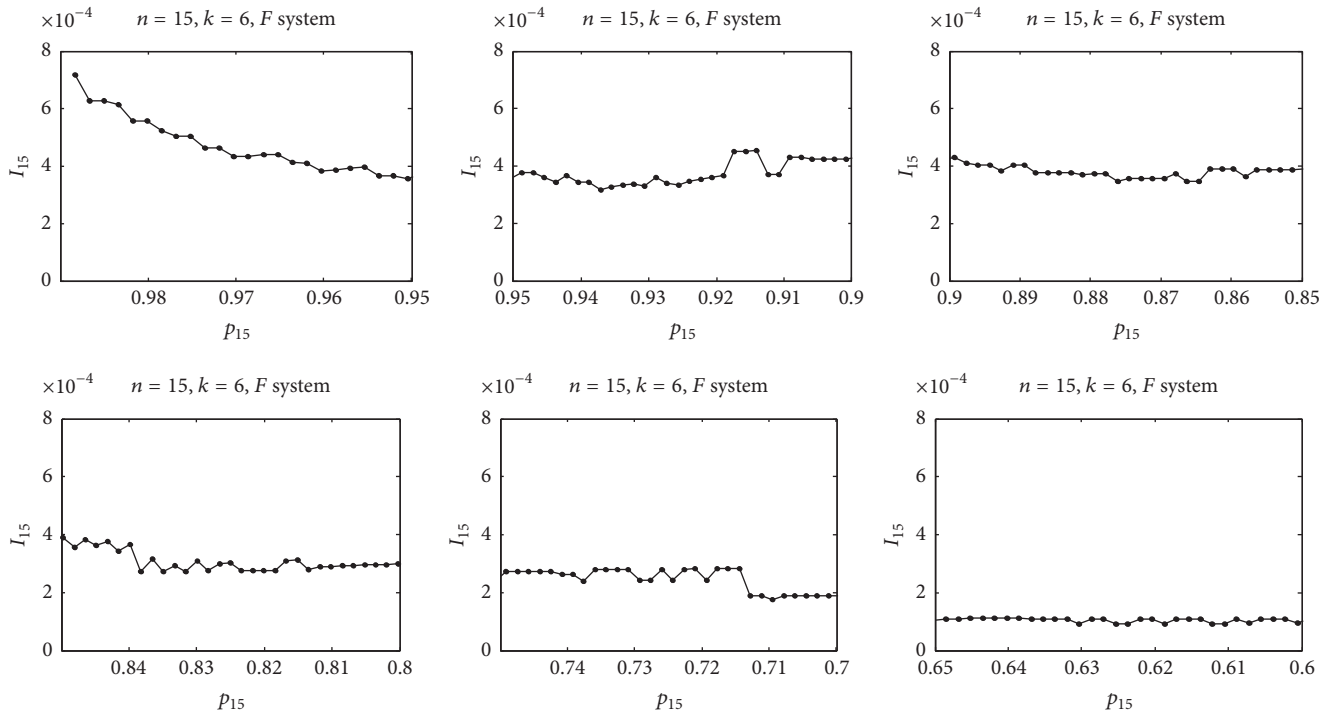 ×10⁻⁴ n = 15, k = 6, F system
8
6
4
2
0
I₁₅
0.98 0.97 0.96 0.95
p₁₅
×10⁻⁴ n = 15, k = 6, F system
8
6
4
2
0
I₁₅
0.95 0.94 0.93 0.92 0.91 0.9
p₁₅
×10⁻⁴ n = 15, k = 6, F system
8
6
4
2
0
I₁₅
0.9 0.89 0.88 0.87 0.86 0.85
p₁₅
×10⁻⁴ n = 15, k = 6, F system
8
6
4
2
0
I₁₅
0.84 0.83 0.82 0.81 0.8
p₁₅
×10⁻⁴ n = 15, k = 6, F system
8
6
4
2
0
I₁₅
0.74 0.73 0.72 0.71 0.7
p₁₅
×10⁻⁴ n = 15, k = 6, F system
8
6
4
2
0
I₁₅
0.65 0.64 0.63 0.62 0.61 0.6
p₁₅